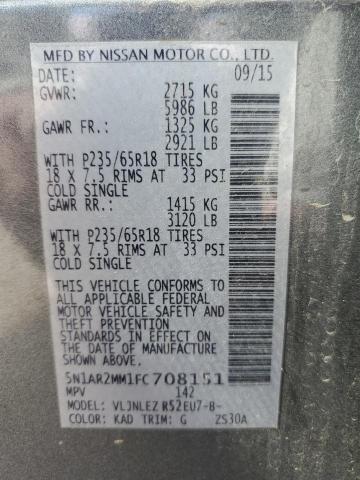 MFD BY NISSAN MOTOR CO., LTD.
DATE: 09/15
GVWR: 2715 KG
5986 LB
GAWR FR.: 1325 KG
2921 LB
WITH P235/65R18 TIRES
18 X 7.5 RIMS AT 33 PSI
COLD SINGLE
GAWR RR.: 1415 KG
3120 LB
WITH P235/65R18 TIRES
18 X 7.5 RIMS AT 33 PSI
COLD SINGLE
THIS VEHICLE CONFORMS TO
ALL APPLICABLE FEDERAL
MOTOR VEHICLE SAFETY
STANDARDS IN EFFECT ON
THE DATE OF MANUFACTURE
SHOWN ABOVE.
5N1AR2MM1FC708151
MPV 142
MODEL: VLJNLEZ R52EU7-B-
COLOR: KAD TRIM: G ZS30A